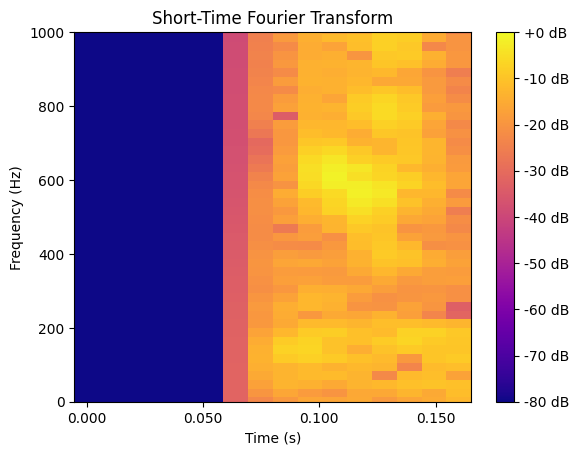 Short-Time Fourier Transform
1000
800
600
400
200
0
Frequency (Hz)
0.000
0.050
0.100
0.150
Time (s)
+0 dB
-10 dB
-20 dB
-30 dB
-40 dB
-50 dB
-60 dB
-70 dB
-80 dB